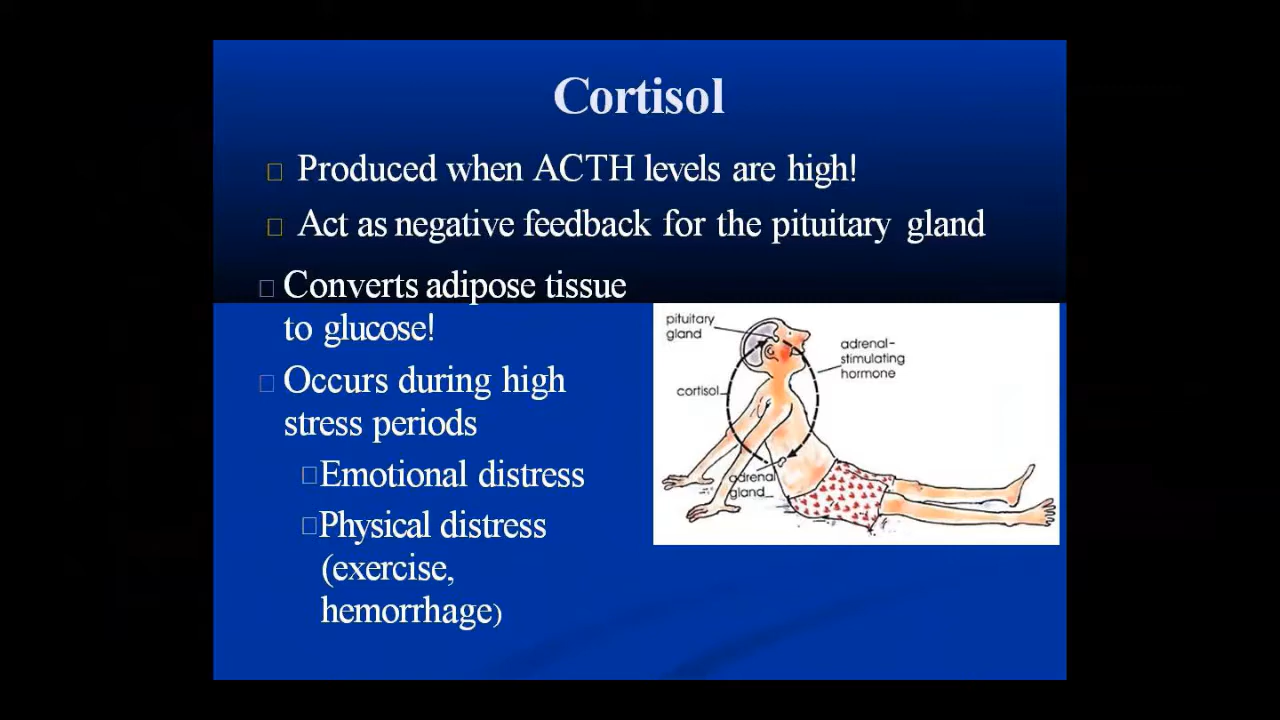 Cortisol
Produced when ACTH levels are high!
Act as negative feedback for the pituitary gland
Converts adipose tissue
to glucose!
Occurs during high
stress periods
Emotional distress
Physical distress
(exercise,
hemorrhage)
pituitary
gland
adrenal-
stimulating
hormone
cortisol
adrenal
gland